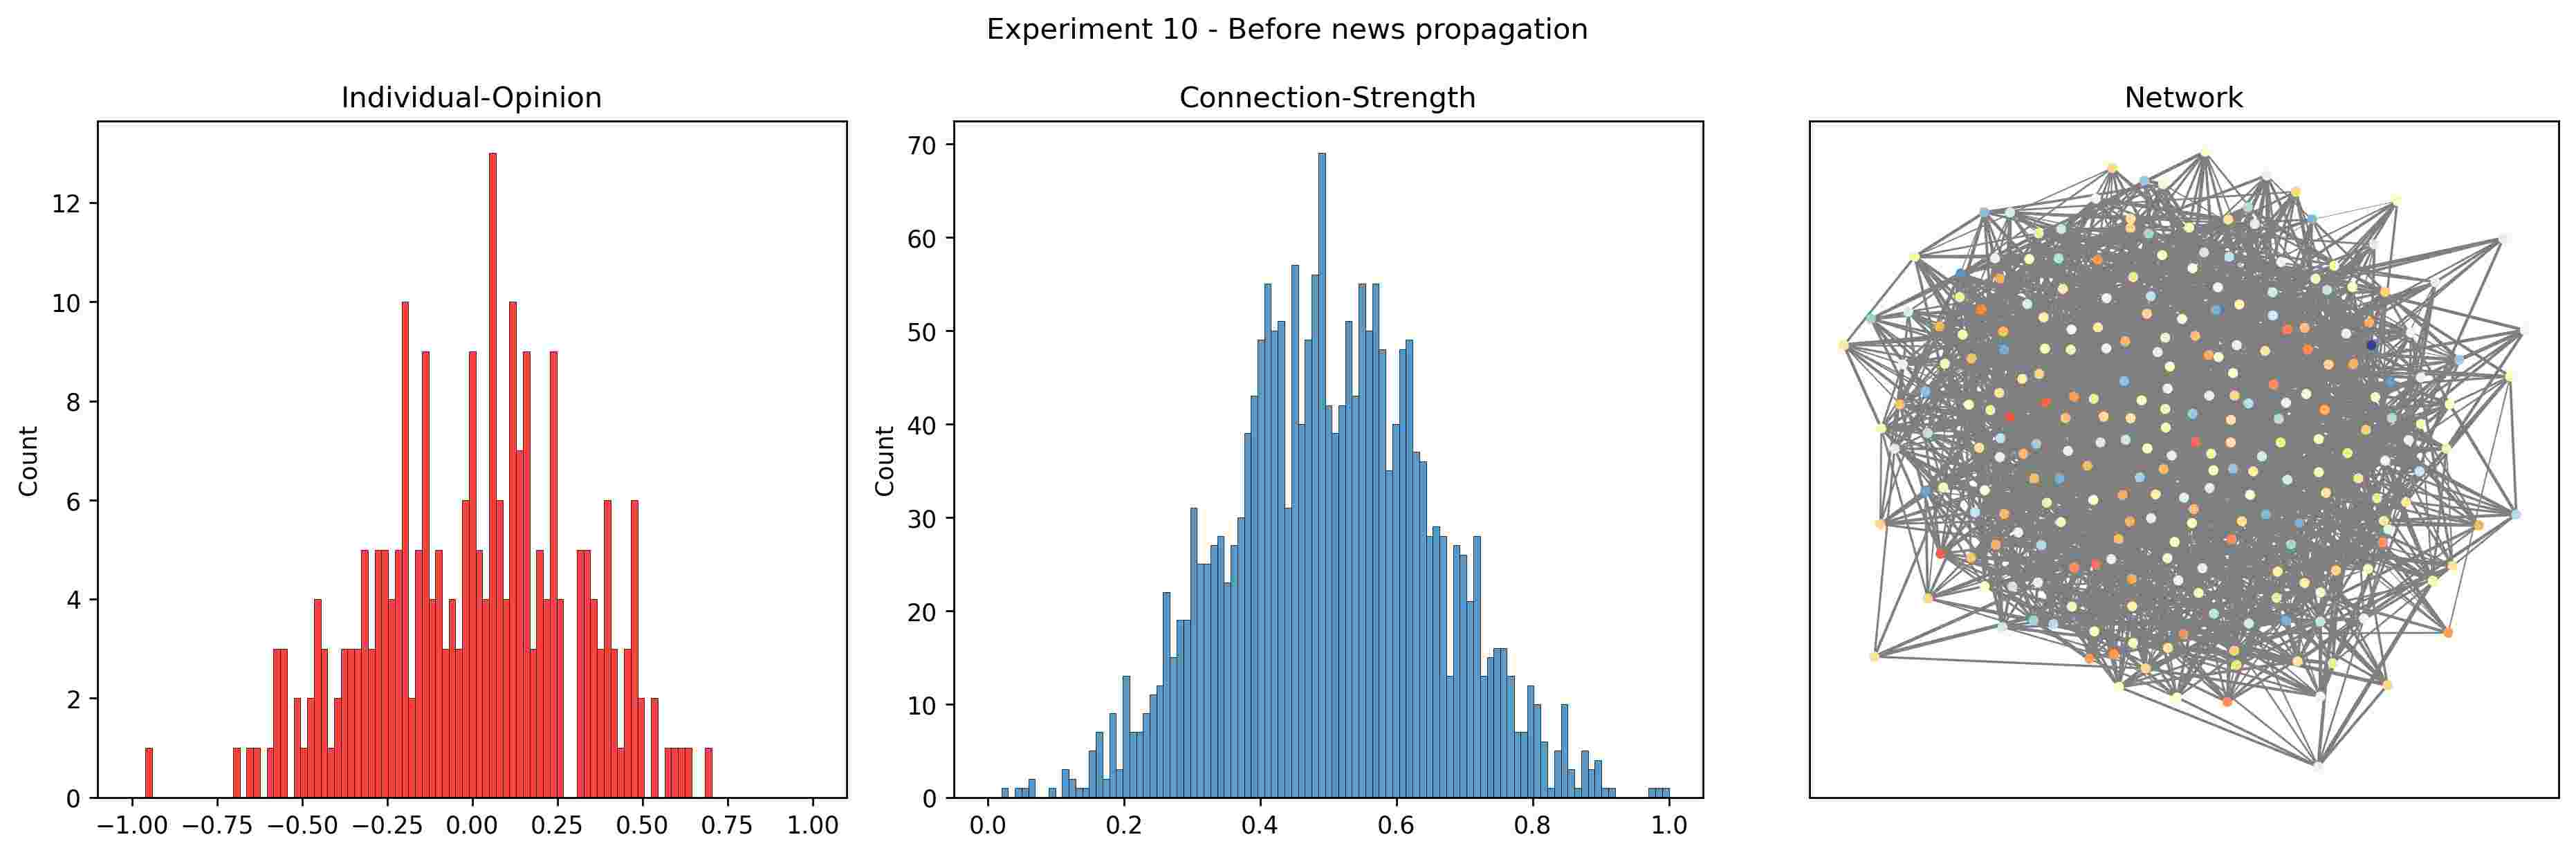 Experiment 10 - Before news propagation
Individual-Opinion
Count
12
10
8
6
4
2
0
−1.00 −0.75 −0.50 −0.25 0.00 0.25 0.50 0.75 1.00
Connection-Strength
Count
70
60
50
40
30
20
10
0
0.0 0.2 0.4 0.6 0.8 1.0
Network